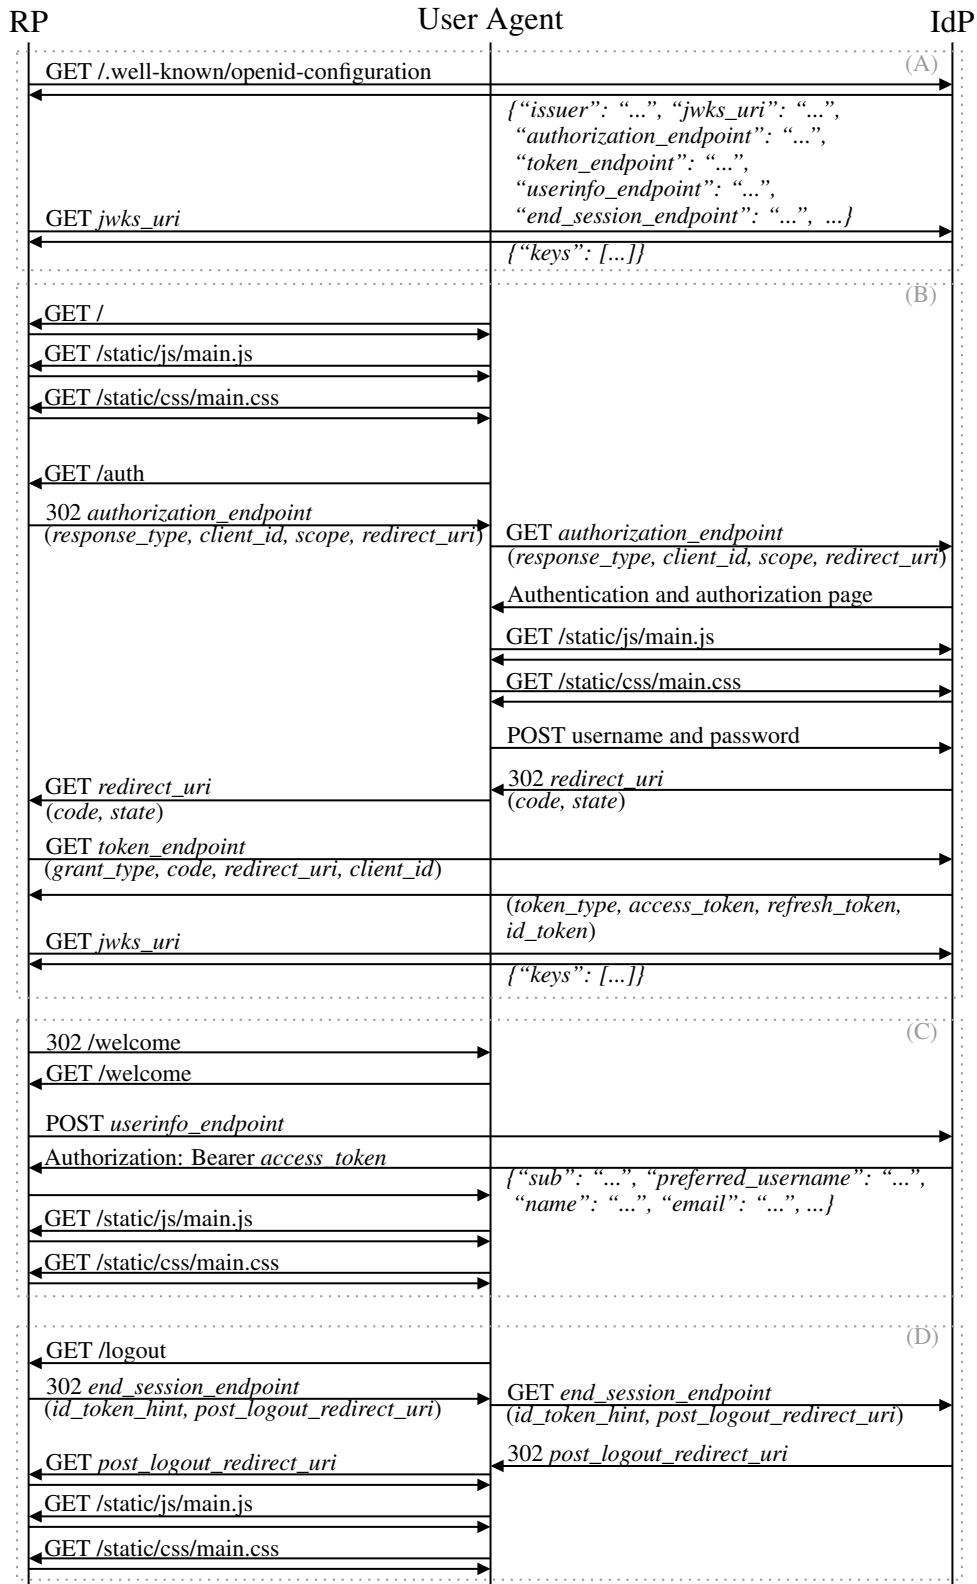 RP
User Agent
IdP
(A)
GET /.well-known/openid-configuration
{“issuer”: “...”, “jwks_uri”: “...”,
“authorization_endpoint”: “...”,
“token_endpoint”: “...”,
“userinfo_endpoint”: “...”,
“end_session_endpoint”: “...”, ...}
GET jwks_uri
{“keys”: [...]}
(B)
GET /
GET /static/js/main.js
GET /static/css/main.css
GET /auth
302 authorization_endpoint
(response_type, client_id, scope, redirect_uri)
GET authorization_endpoint
(response_type, client_id, scope, redirect_uri)
Authentication and authorization page
GET /static/js/main.js
GET /static/css/main.css
POST username and password
302 redirect_uri
(code, state)
GET redirect_uri
(code, state)
GET token_endpoint
(grant_type, code, redirect_uri, client_id)
(token_type, access_token, refresh_token,
id_token)
GET jwks_uri
{“keys”: [...]}
(C)
302 /welcome
GET /welcome
POST userinfo_endpoint
Authorization: Bearer access_token
{“sub”: “...”, “preferred_username”: “...”,
“name”: “...”, “email”: “...”, ...}
GET /static/js/main.js
GET /static/css/main.css
(D)
GET /logout
302 end_session_endpoint
(id_token_hint, post_logout_redirect_uri)
GET end_session_endpoint
(id_token_hint, post_logout_redirect_uri)
302 post_logout_redirect_uri
GET post_logout_redirect_uri
GET /static/js/main.js
GET /static/css/main.css